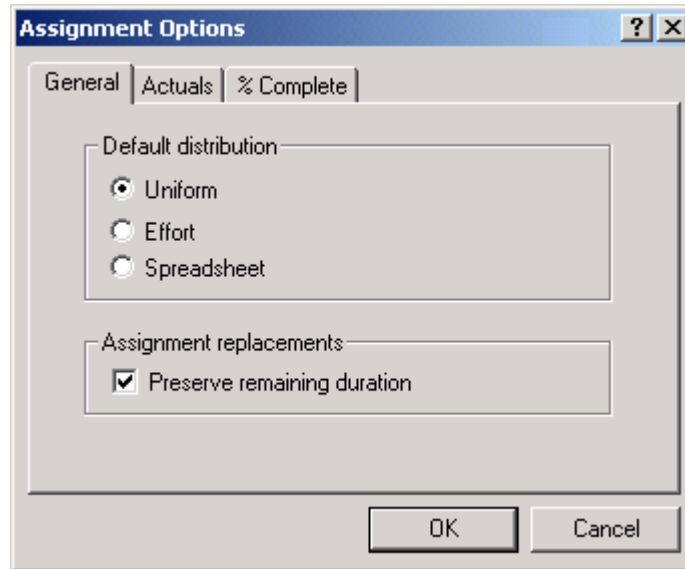 Assignment Options
General Actuals % Complete
Default distribution
Uniform
Effort
Spreadsheet
Assignment replacements
Preserve remaining duration
OK Cancel